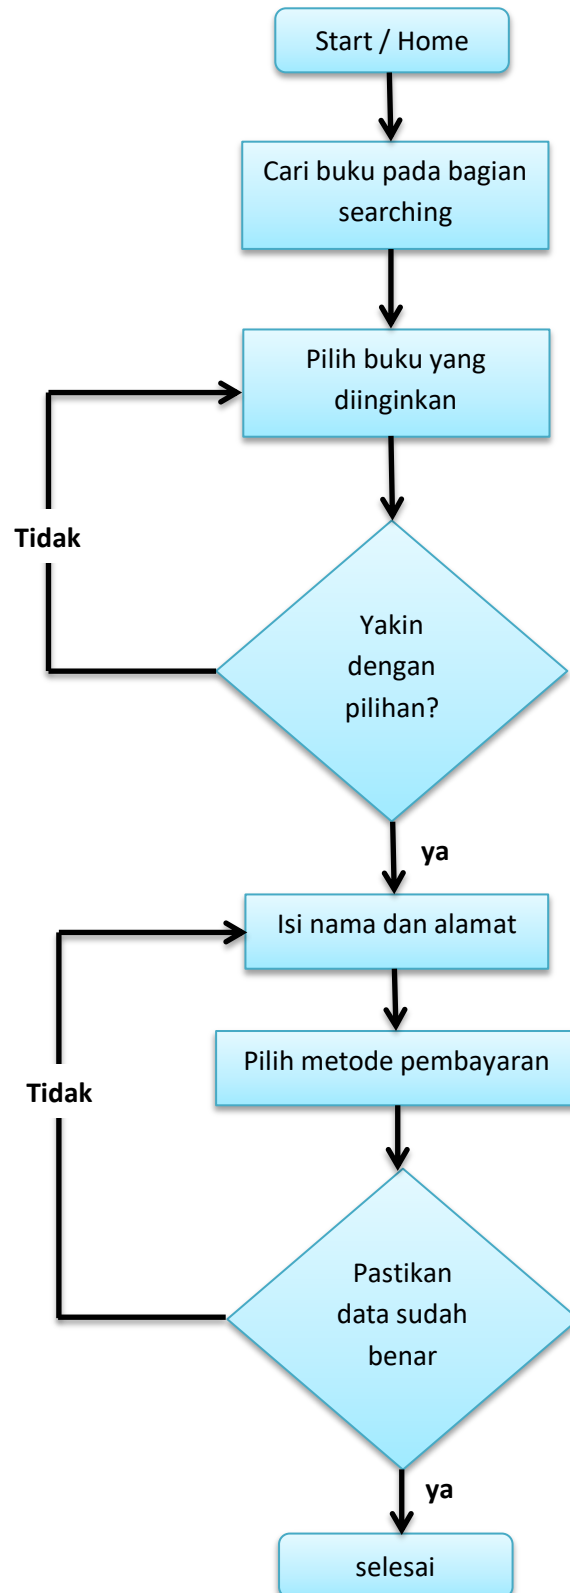 Start / Home
Cari buku pada bagian
searching
Pilih buku yang
diinginkan
Tidak
Yakin
dengan
pilihan?
ya
Isi nama dan alamat
Pilih metode pembayaran
Tidak
Pastikan
data sudah
benar
ya
selesai